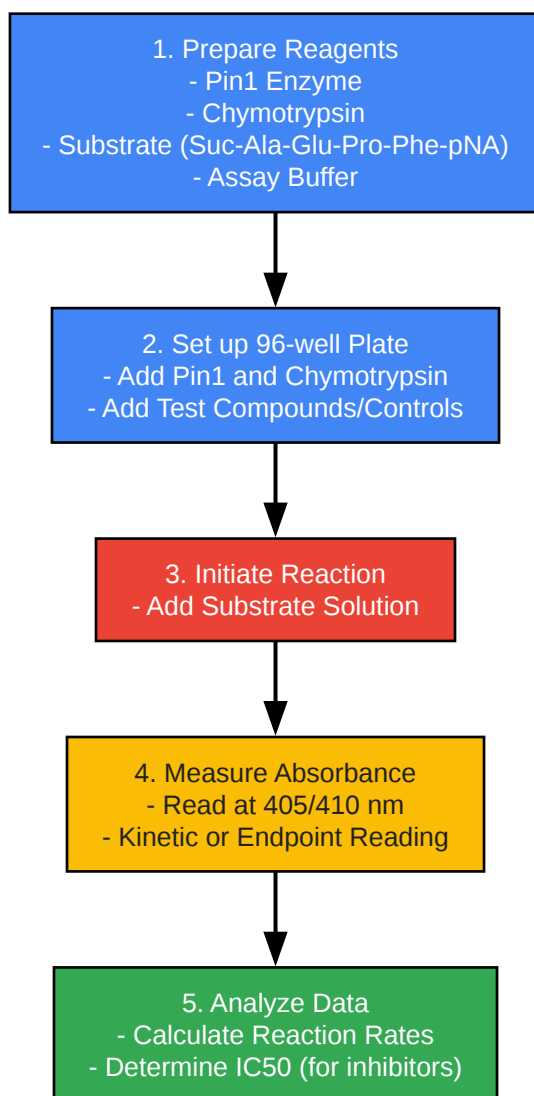 1. Prepare Reagents
- Pin1 Enzyme
- Chymotrypsin
- Substrate (Suc-Ala-Glu-Pro-Phe-pNA)
- Assay Buffer
2. Set up 96-well Plate
- Add Pin1 and Chymotrypsin
- Add Test Compounds/Controls
3. Initiate Reaction
- Add Substrate Solution
4. Measure Absorbance
- Read at 405/410 nm
- Kinetic or Endpoint Reading
5. Analyze Data
- Calculate Reaction Rates
- Determine IC50 (for inhibitors)